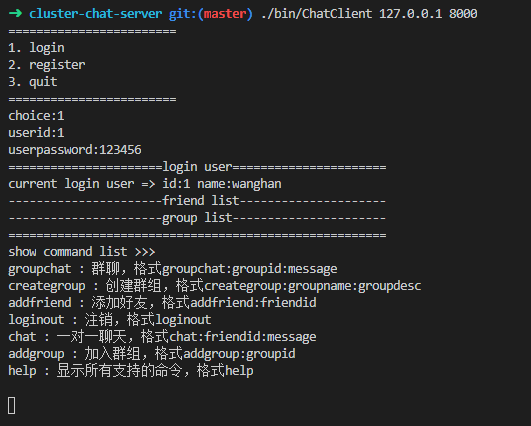 ➜ cluster-chat-server git:(master) ./bin/ChatClient 127.0.0.1 8000
========================
1. login
2. register
3. quit
========================
choice:1
userid:1
userpassword:123456
======================login user======================
current login user => id:1 name:wanghan
----------------------friend list---------------------
----------------------group list----------------------
======================================================
show command list >>>
groupchat : 群聊，格式groupchat:groupid:message
creategroup : 创建群组，格式creategroup:groupname:groupdesc
addfriend : 添加好友，格式addfriend:friendid
loginout : 注销，格式loginout
chat : 一对一聊天，格式chat:friendid:message
addgroup : 加入群组，格式addgroup:groupid
help : 显示所有支持的命令，格式help